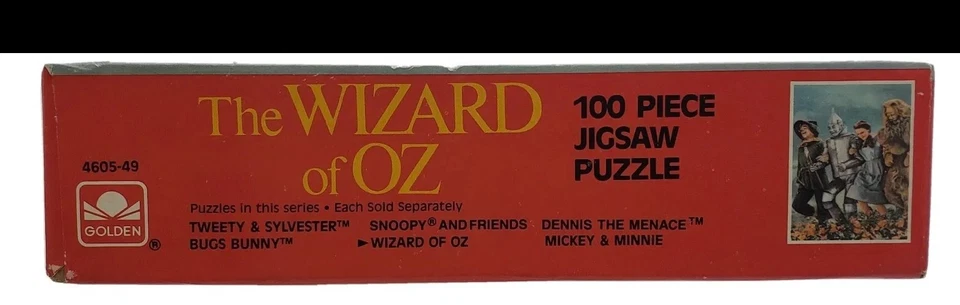 The WIZARD
of OZ
100 PIECE
JIGSAW
PUZZLE
4605-49
GOLDEN ®
Puzzles in this series • Each Sold Separately
TWEETY & SYLVESTER™ SNOOPY® AND FRIENDS DENNIS THE MENACE™
BUGS BUNNY™ ►WIZARD OF OZ MICKEY & MINNIE